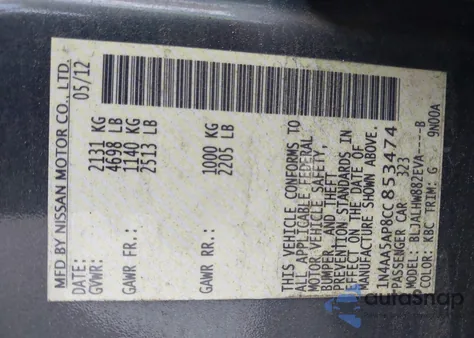 MFD BY NISSAN MOTOR CO., LTD.
DATE: 05/12
GVWR: 2131 KG
4698 LB
GAWR FR: 1140 KG
2513 LB
GAWR RR: 1000 KG
2205 LB
THIS VEHICLE CONFORMS TO
ALL APPLICABLE FEDERAL
MOTOR VEHICLE SAFETY,
BUMPER, AND THEFT
PREVENTION STANDARDS IN
EFFECT ON THE DATE OF
MANUFACTURE SHOWN ABOVE.
1N4AA5AP8CC853474
PASSENGER CAR 323
MODEL: BLJALHW882EVA----B
COLOR: KBC TRIM: G 9N00A
autoSnap